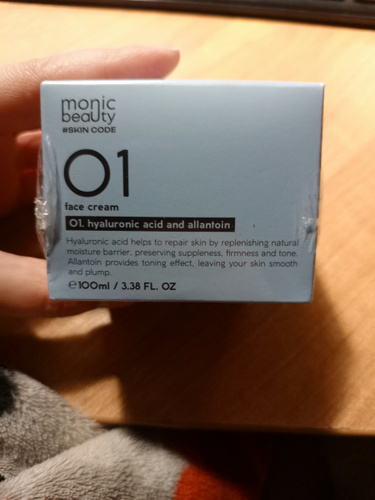 monic
beauty
#SKIN CODE
01
face cream
01. hyaluronic acid and allantoin
Hyaluronic acid helps to repair skin by replenishing natural
moisture barrier, preserving suppleness, firmness and tone.
Allantoin provides toning effect, leaving your skin smooth
and plump.
℮100ml / 3.38 FL. OZ